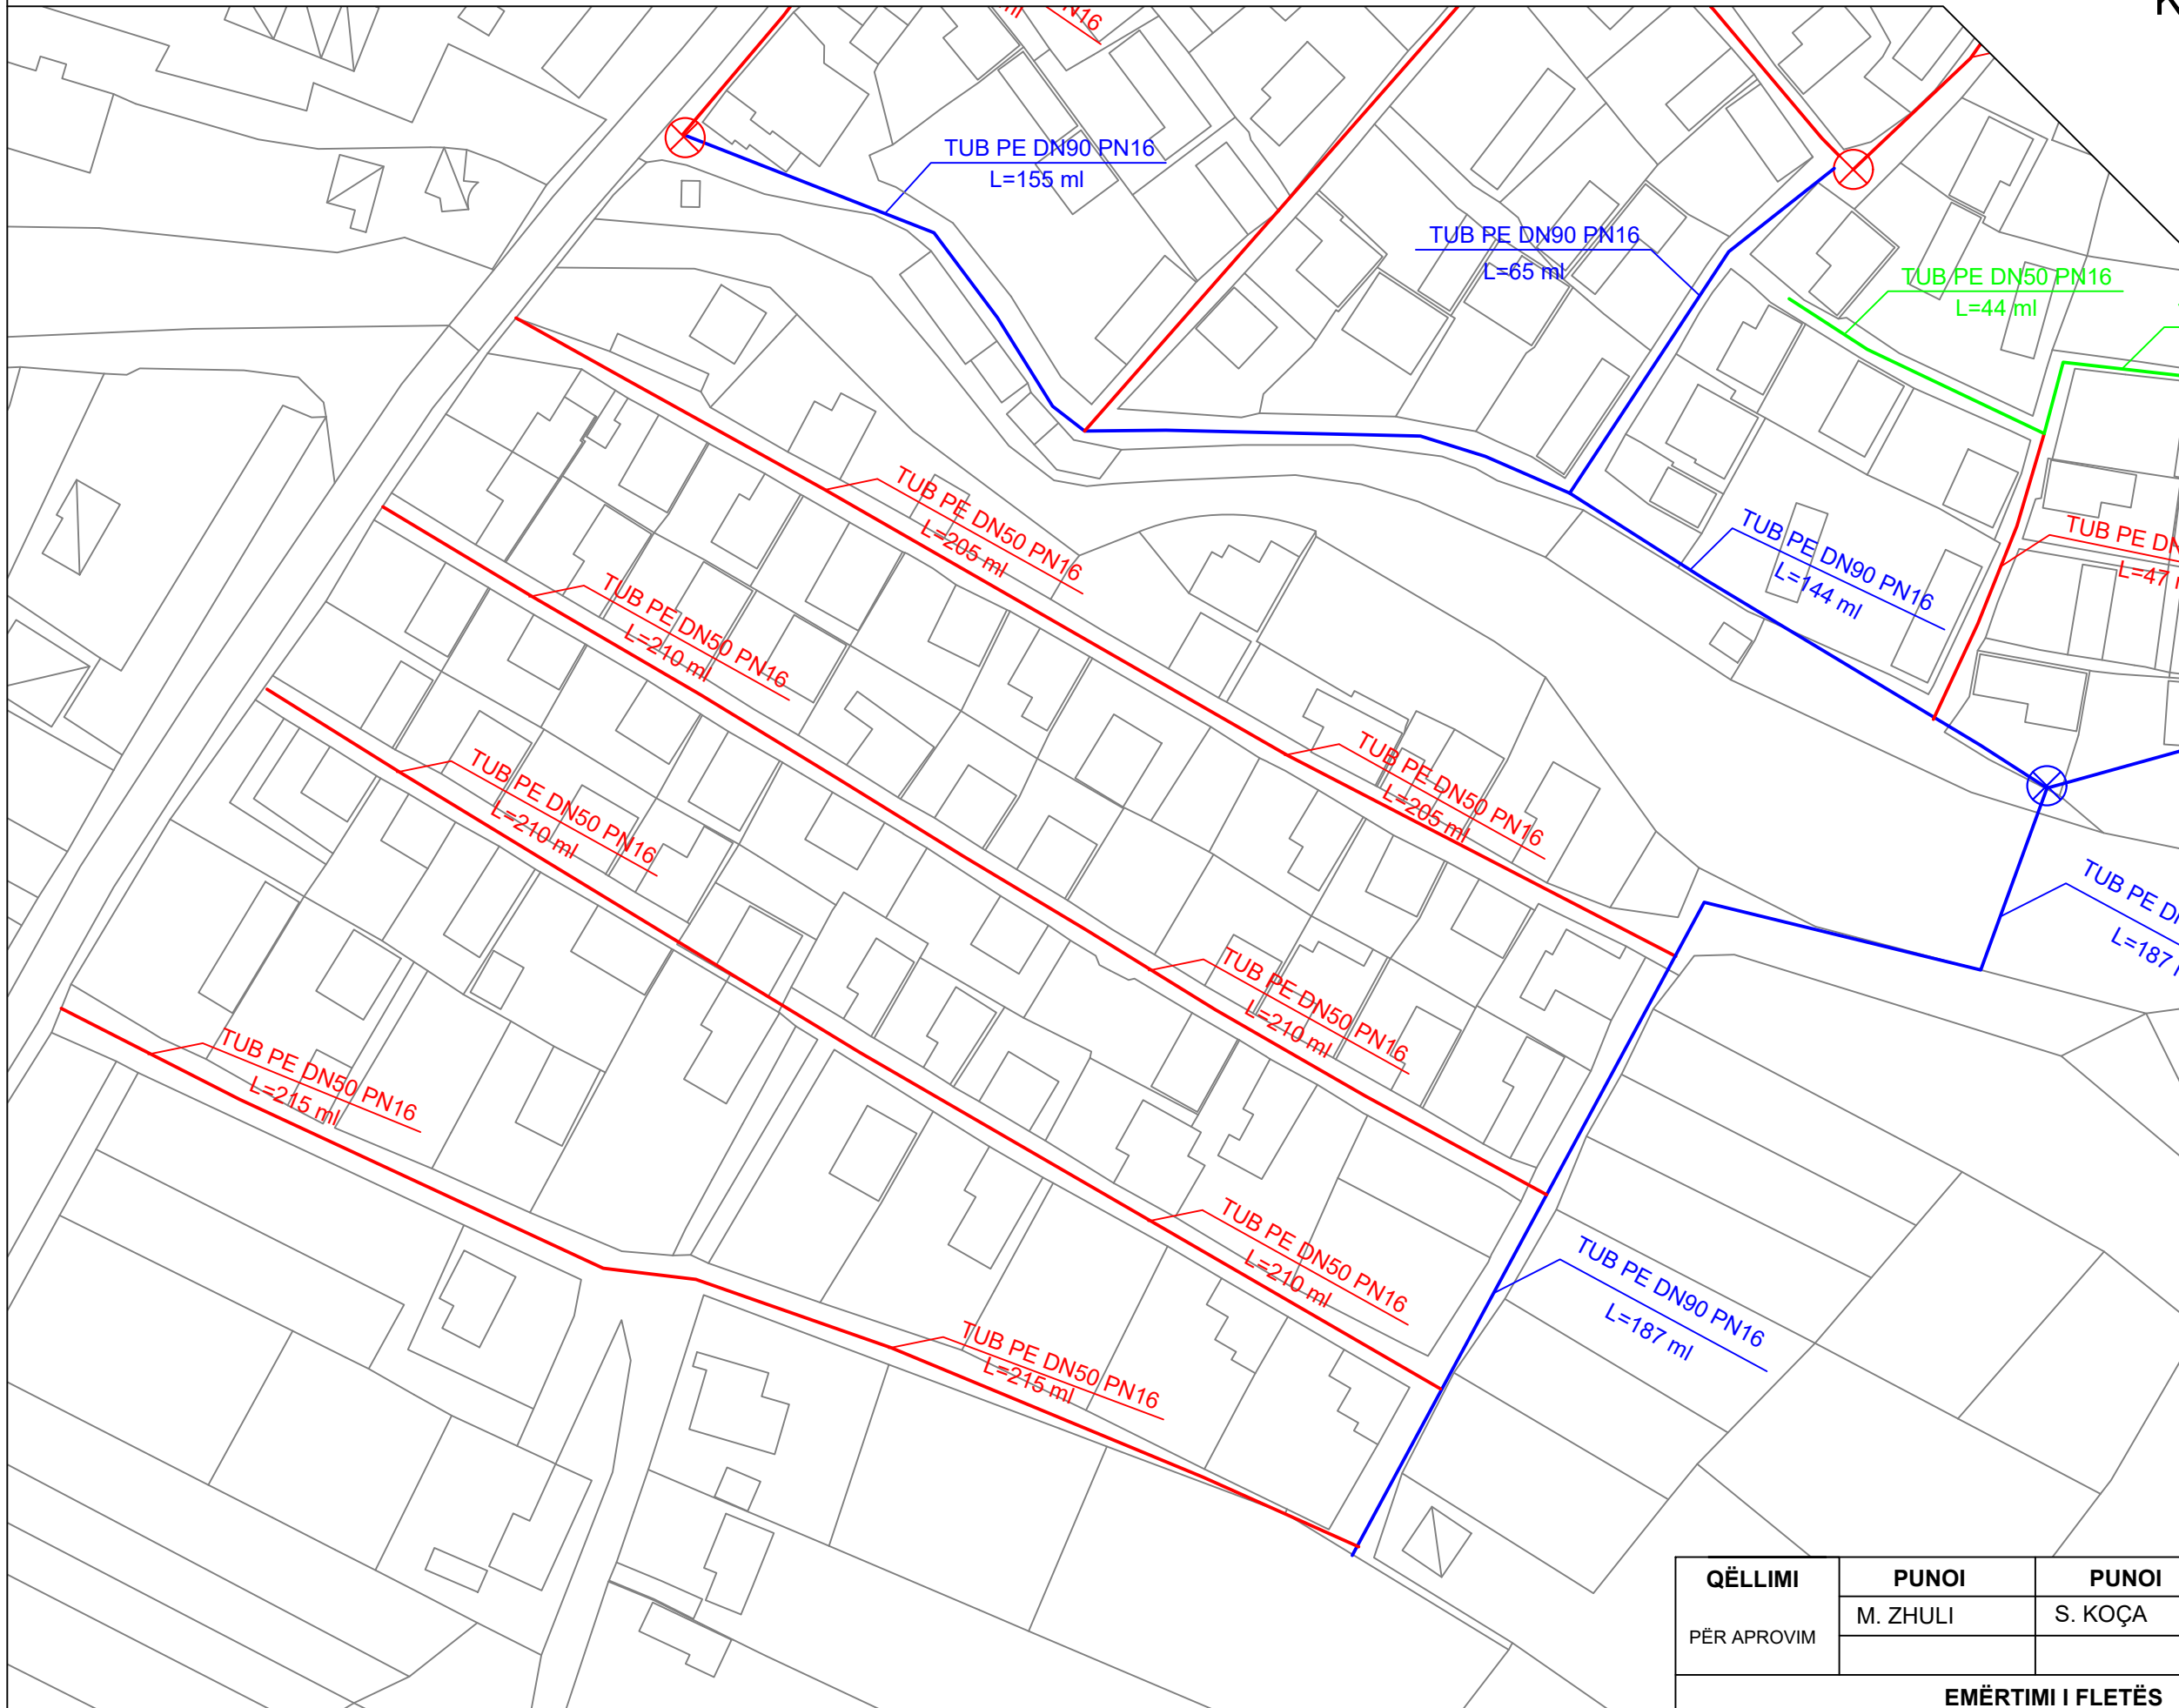 TUB PE DN90 PN16
L=155 ml
TUB PE DN90 PN16
L=65 ml
TUB PE DN50 PN16
L=44 ml
TUB PE DN50 PN16
L=205 ml
TUB PE DN90 PN16
L=144 ml
L=47
TUB PE DN50 PN16
L=210 ml
TUB PE DN50 PN16
L=205 ml
TUB PE DN50 PN16
L=210 ml
TUB PE
L=187
TUB PE DN50 PN16
L=210 ml
TUB PE DN50 PN16
L=215 ml
TUB PE DN50 PN16
L=210 ml
TUB PE DN90 PN16
L=187 ml
TUB PE DN50 PN16
L=215 ml
QËLLIMI PUNOI PUNOI
M. ZHULI S. KOÇA
PËR APROVIM
EMËRTIMI I FLETËS